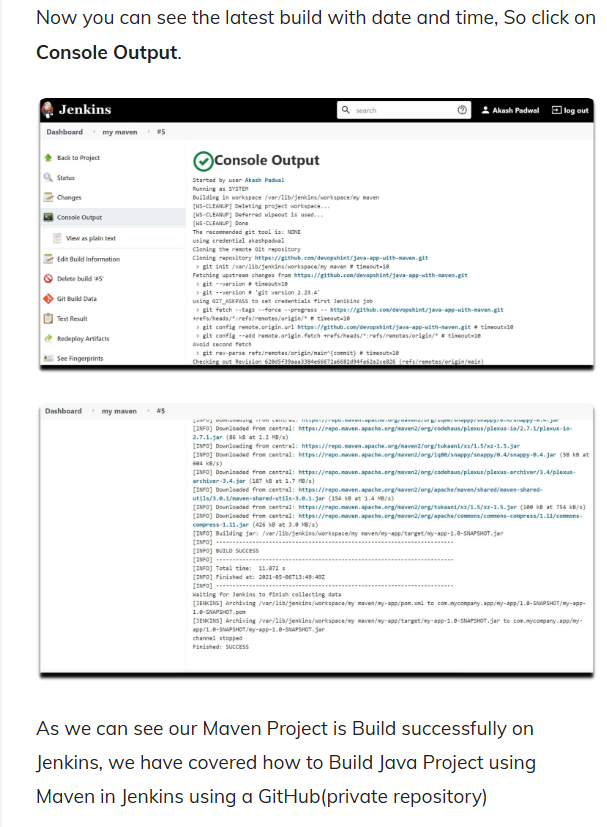 Now you can see the latest build with date and time, So click on
Console Output.
Jenkins
search
Akash Padwal
log out
Dashboard
my maven
#5
Back to Project
Status
Changes
Console Output
View as plain text
Edit Build Information
Delete build '#5'
Git Build Data
Test Result
Redeploy Artifacts
See Fingerprints
Console Output
Started by user Akash Padwal
Running as SYSTEM
Building in workspace /var/lib/jenkins/workspace/my maven
[WS-CLEANUP] Deleting project workspace...
[WS-CLEANUP] Deferred wipeout is used...
[WS-CLEANUP] Done
The recommended git tool is: NONE
using credential akashpadwal
Cloning the remote Git repository
Cloning repository https://github.com/devopshint/java-app-with-maven.git
> git init /var/lib/jenkins/workspace/my maven # timeout=10
Fetching upstream changes from https://github.com/devopshint/java-app-with-maven.git
> git --version # timeout=10
> git --version # 'git version 2.23.4'
using GIT_ASKPASS to set credentials first Jenkins job
> git fetch --tags --force --progress -- https://github.com/devopshint/java-app-with-maven.git
+refs/heads/*:refs/remotes/origin/* # timeout=10
> git config remote.origin.url https://github.com/devopshint/java-app-with-maven.git # timeout=10
> git config --add remote.origin.fetch +refs/heads/*:refs/remotes/origin/* # timeout=10
Avoid second fetch
> git rev-parse refs/remotes/origin/main^{commit} # timeout=10
Checking out Revision (refs/remotes/origin/main)
Dashboard
my maven
#5
[INFO] Downloaded from central: https://repo.maven.apache.org/maven2/org/codehaus/plexus/plexus-io/2.7.1/plexus-io-
2.7.1.jar (86 kB at 1.2 MB/s)
[INFO] Downloading from central: https://repo.maven.apache.org/maven2/org/tukaani/xz/1.5/xz-1.5.jar
[INFO] Downloaded from central: https://repo.maven.apache.org/maven2/org/iq80/snappy/snappy/0.4/snappy-0.4.jar (58 kB at
604 kB/s)
[INFO] Downloaded from central: https://repo.maven.apache.org/maven2/org/codehaus/plexus/plexus-archiver/3.4/plexus-
archiver-3.4.jar (187 kB at 1.7 MB/s)
[INFO] Downloaded from central: https://repo.maven.apache.org/maven2/org/apache/maven/shared/maven-shared-
utils/3.0.1/maven-shared-utils-3.0.1.jar (154 kB at 1.4 MB/s)
[INFO] Downloaded from central: https://repo.maven.apache.org/maven2/org/tukaani/xz/1.5/xz-1.5.jar (100 kB at 754 kB/s)
[INFO] Downloaded from central: https://repo.maven.apache.org/maven2/org/apache/commons/commons-compress/1.11/commons-
compress-1.11.jar (426 kB at 3.0 MB/s)
[INFO] Building jar: /var/lib/jenkins/workspace/my maven/my-app/target/my-app-1.0-SNAPSHOT.jar
[INFO] ------------------------------------------------------------------------
[INFO] BUILD SUCCESS
[INFO] ------------------------------------------------------------------------
[INFO] Total time: 11.072 s
[INFO] Finished at: 2021-05-06T13:49:49Z
[INFO] ------------------------------------------------------------------------
Waiting for Jenkins to finish collecting data
[JENKINS] Archiving /var/lib/jenkins/workspace/my maven/my-app/pom.xml to com.mycompany.app/my-app/1.0-SNAPSHOT/my-app-
1.0-SNAPSHOT.pom
[JENKINS] Archiving /var/lib/jenkins/workspace/my maven/my-app/target/my-app-1.0-SNAPSHOT.jar to com.mycompany.app/my-
app/1.0-SNAPSHOT/my-app-1.0-SNAPSHOT.jar
channel stopped
Finished: SUCCESS
As we can see our Maven Project is Build successfully on
Jenkins, we have covered how to Build Java Project using
Maven in Jenkins using a GitHub(private repository)